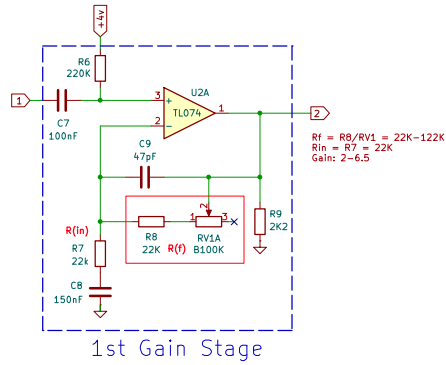 +4v
R6
220K
1
C7
100nF
3
+
2
−
U2A
TL074
1
2
Rf = R8/RV1 = 22K-122K
Rin = R7 = 22K
Gain: 2-6.5
C9
47pF
2
1
3
R(in)
R8
22K
R(f)
RV1A
B100K
R9
2K2
R7
22k
C8
150nF
1st Gain Stage